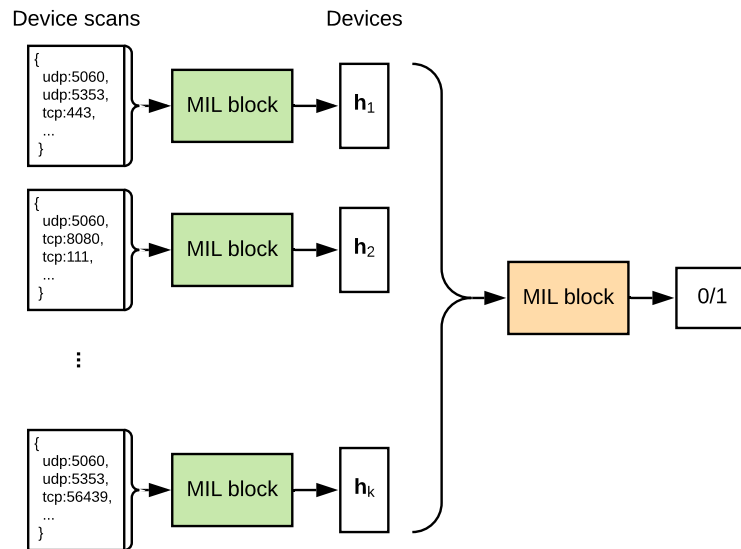 Device scans
Devices
{
udp:5060,
udp:5353,
tcp:443,
...
}
MIL block
h1
{
udp:5060,
tcp:8080,
tcp:111,
...
}
MIL block
h2
...
MIL block
0/1
{
udp:5060,
udp:5353,
tcp:56439,
...
}
MIL block
hk